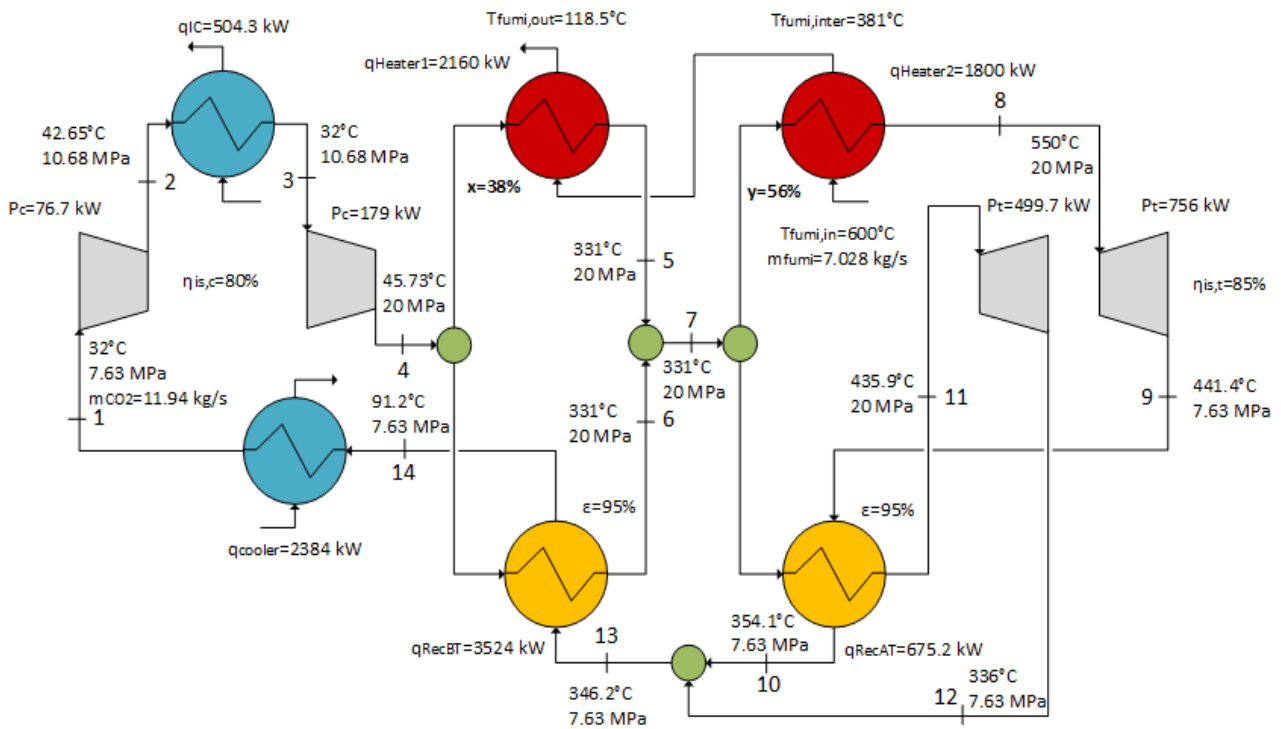 qIC=504.3 kW
Tfumi,out=118.5°C
Tfumi,inter=381°C
qHeater1=2160 kW
qHeater2=1800 kW
8
42.65°C
10.68 MPa
2
32°C
10.68 MPa
3
x=38%
y=56%
550°C
20 MPa
Pc=76.7 kW
Pc=179 kW
Pt=499.7 kW
Pt=756 kW
Tfumi,in=600°C
mfumi=7.028 kg/s
331°C
20 MPa
5
ηis,c=80%
45.73°C
20 MPa
ηis,t=85%
7
4
32°C
7.63 MPa
mCO2=11.94 kg/s
1
331°C
20 MPa
435.9°C
20 MPa
11
9
441.4°C
7.63 MPa
91.2°C
7.63 MPa
14
331°C
20 MPa
6
ε=95%
ε=95%
qcooler=2384 kW
qRecBT=3524 kW
13
354.1°C
7.63 MPa
10
qRecAT=675.2 kW
346.2°C
7.63 MPa
12
336°C
7.63 MPa